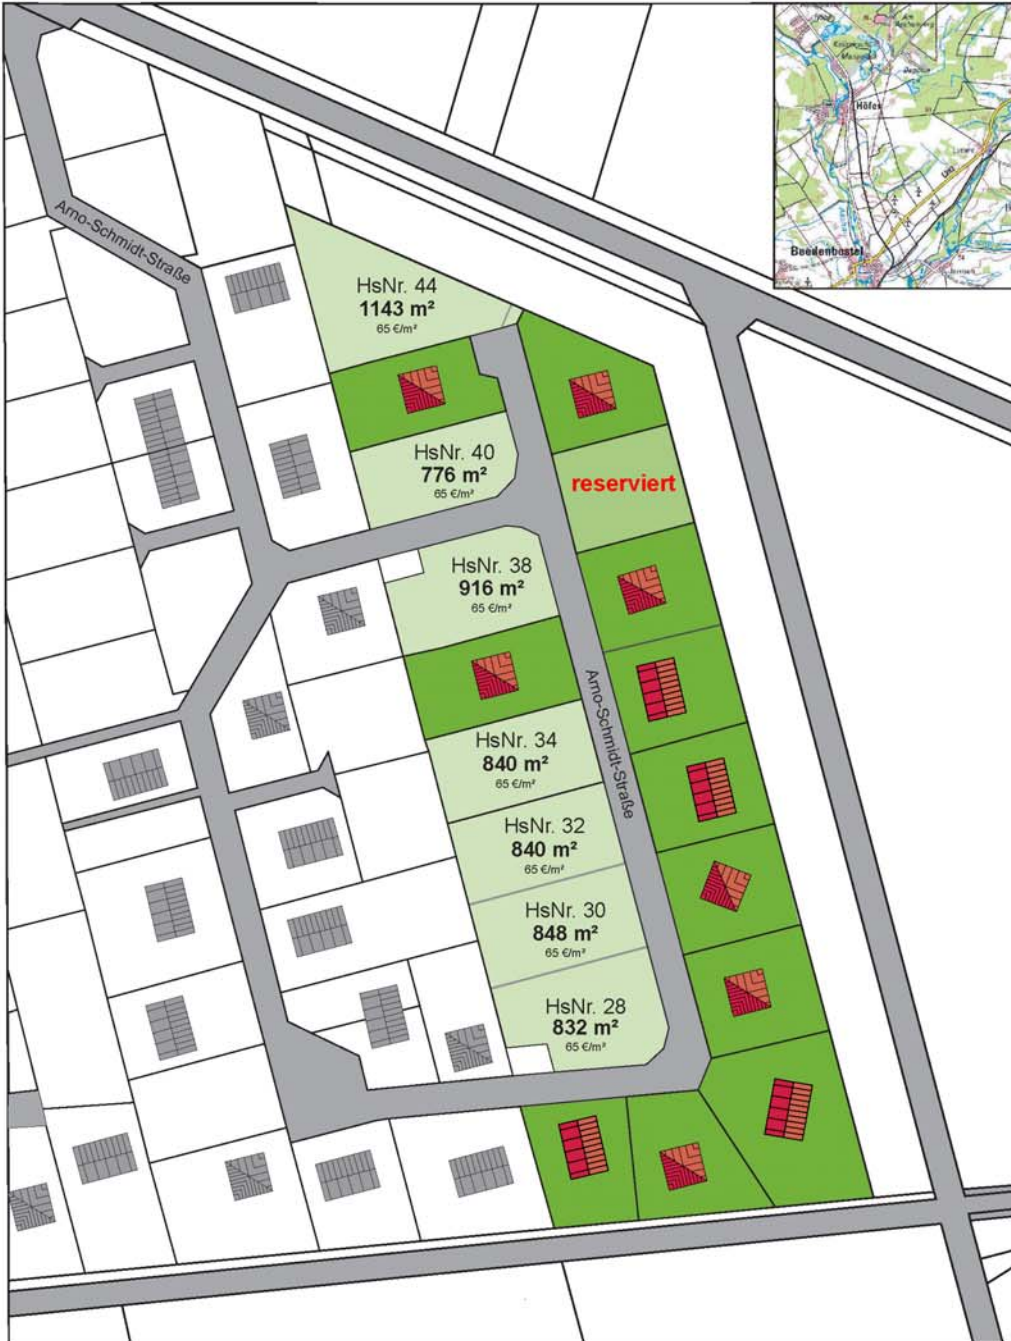 Höfer
Beedenbostel
Arno-Schmidt-Straße
HsNr. 44
1143 m²
65 €/m²
HsNr. 40
776 m²
65 €/m²
reserviert
HsNr. 38
916 m²
65 €/m²
Arno-Schmidt-Straße
HsNr. 34
840 m²
65 €/m²
HsNr. 32
840 m²
65 €/m²
HsNr. 30
848 m²
65 €/m²
HsNr. 28
832 m²
65 €/m²